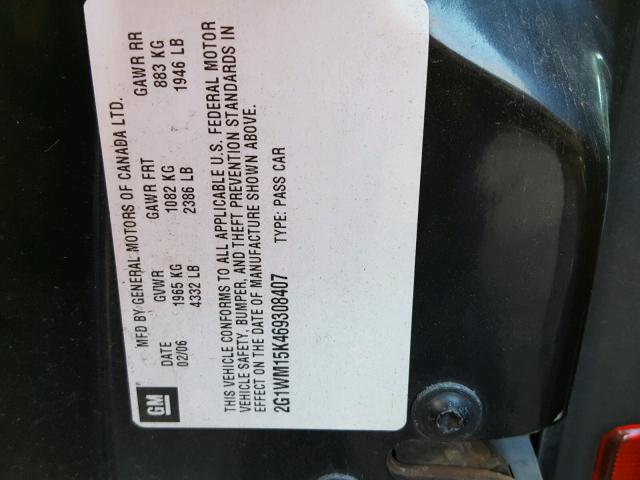 GM
MFD BY GENERAL MOTORS OF CANADA LTD.
DATE GVWR GAWR FRT GAWR RR
02/06 1965 KG 1082 KG 883 KG
4332 LB 2386 LB 1946 LB
THIS VEHICLE CONFORMS TO ALL APPLICABLE U.S. FEDERAL MOTOR
VEHICLE SAFETY, BUMPER, AND THEFT PREVENTION STANDARDS IN
EFFECT ON THE DATE OF MANUFACTURE SHOWN ABOVE.
2G1WM15K469308407 TYPE: PASS CAR